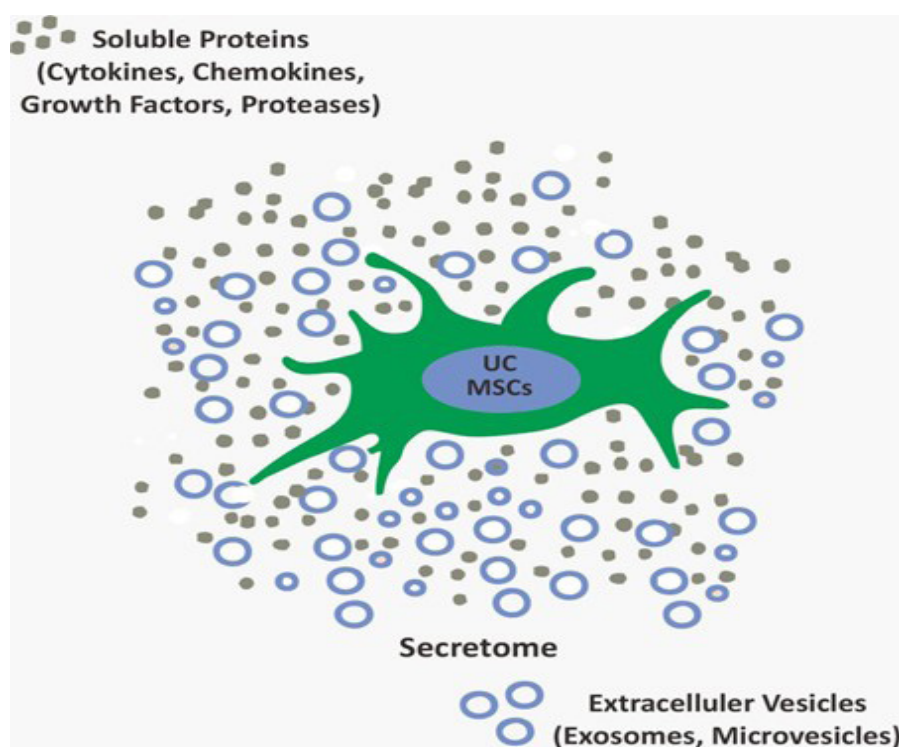 Soluble Proteins
(Cytokines, Chemokines,
Growth Factors, Proteases)
UC
MSCs
Secretome
Extracelluler Vesicles
(Exosomes, Microvesicles)